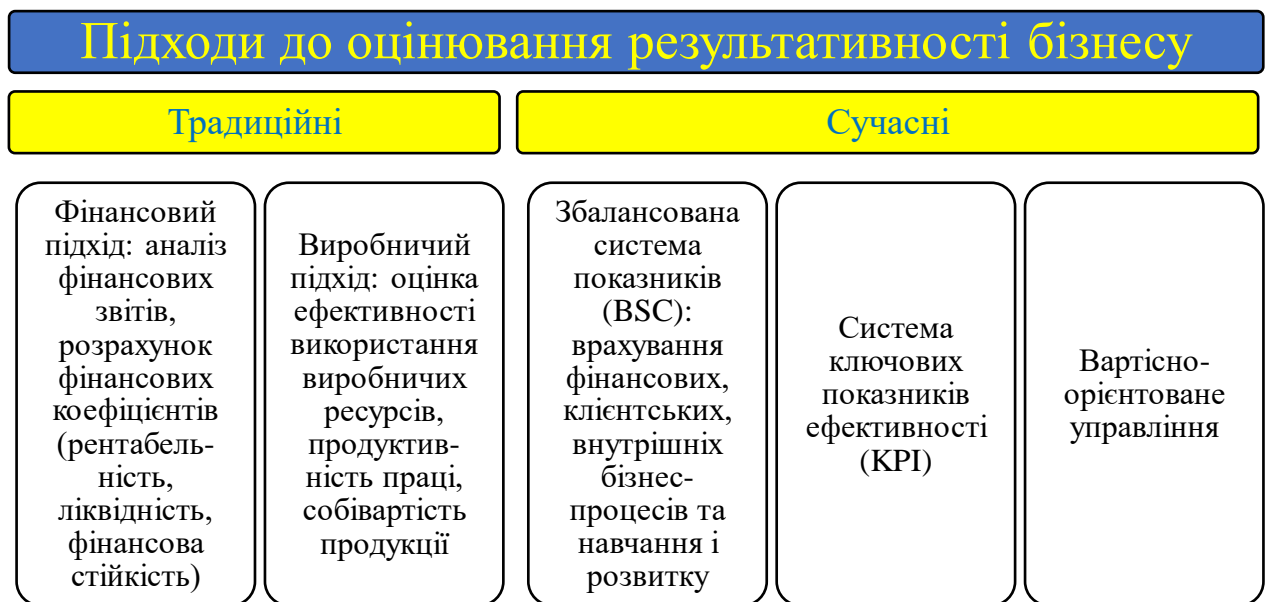 Підходи до оцінювання результативності бізнесу
Традиційні
Сучасні
Фінансовий
підхід: аналіз
фінансових
звітів,
розрахунок
фінансових
коефіцієнтів
(рентабель-
ність,
ліквідність,
фінансова
стійкість)
Виробничий
підхід: оцінка
ефективності
використання
виробничих
ресурсів,
продуктив-
ність праці,
собівартість
продукції
Збалансована
система
показників
(BSC):
врахування
фінансових,
клієнтських,
внутрішніх
бізнес-
процесів та
навчання і
розвитку
Система
ключових
показників
ефективності
(KPI)
Вартісно-
орієнтоване
управління